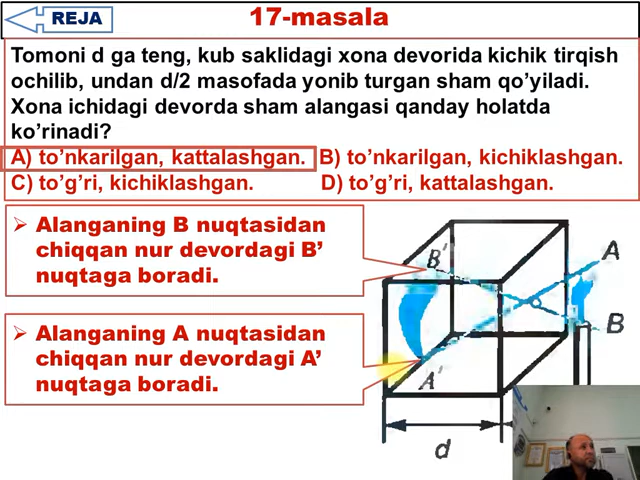 REJA
17-masala
Tomoni d ga teng, kub saklidagi xona devorida kichik tirqish
ochilib, undan d/2 masofada yonib turgan sham qo'yiladi.
Xona ichidagi devorda sham alangasi qanday holatda
ko'rinadi?
A) to'nkarilgan, kattalashgan. B) to'nkarilgan, kichiklashgan.
C) to'g'ri, kichiklashgan. D) to'g'ri, kattalashgan.
➢ Alanganing B nuqtasidan
chiqqan nur devordagi B'
nuqtaga boradi.
➢ Alanganing A nuqtasidan
chiqqan nur devordagi A'
nuqtaga boradi.
B'
A
B
A'
d